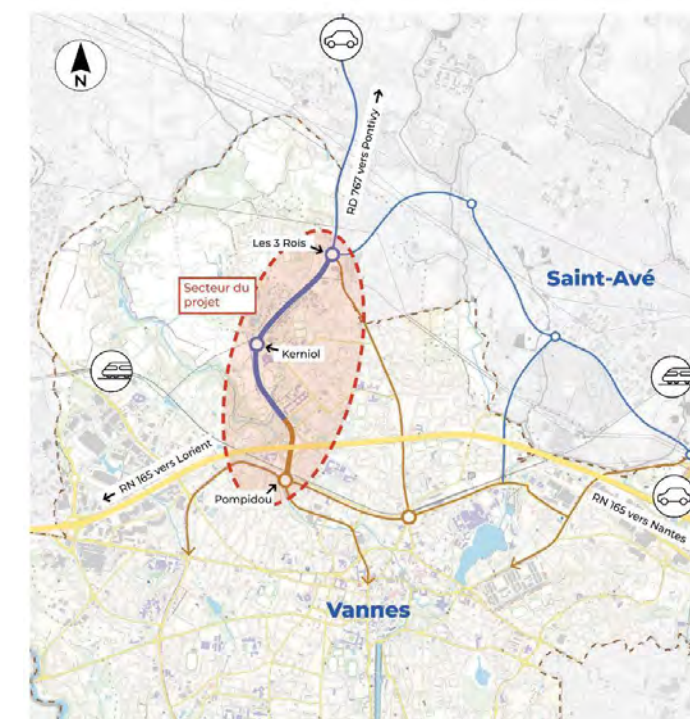 N
RD 767 vers Pontivy
Les 3 Rois
Secteur du
projet
Saint-Avé
Kerniol
RN 165 vers Lorient
Pompidou
RN 165 vers Nantes
Vannes